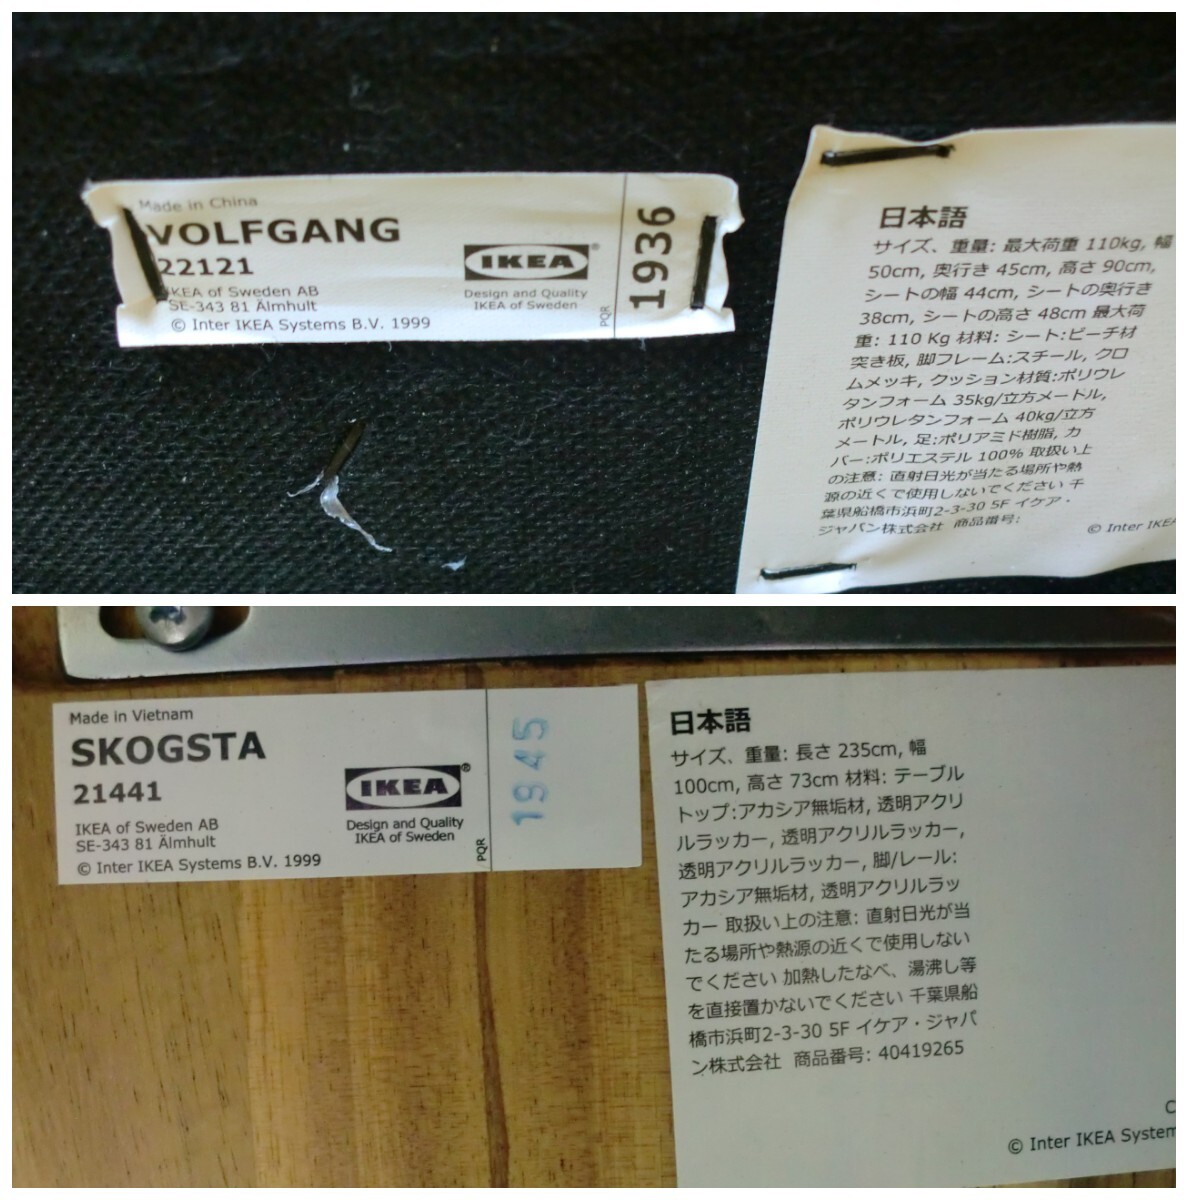 Made in China
WOLFGANG
22121
IKEA of Sweden AB
SE-343 81 Älmhult
© Inter IKEA Systems B.V. 1999
IKEA®
Design and Quality
IKEA of Sweden
PQR
1936
日本語
サイズ、重量: 最大荷重 110kg, 幅
50cm, 奥行き 45cm, 高さ 90cm,
シートの幅 44cm, シートの奥行き
38cm, シートの高さ 48cm 最大荷
重: 110 Kg 材料: シート:ビーチ材
突き板, 脚フレーム:スチール, クロ
ムメッキ, クッション材質:ポリウレ
タンフォーム 35kg/立方メートル,
ポリウレタンフォーム 40kg/立方
メートル, 足:ポリアミド樹脂, カ
バー:ポリエステル 100% 取扱い上
の注意: 直射日光が当たる場所や熱
源の近くで使用しないでください 千
葉県船橋市浜町2-3-30 5F イケア・
ジャパン株式会社 商品番号:
© Inter IKEA
Made in Vietnam
SKOGSTA
21441
IKEA of Sweden AB
SE-343 81 Älmhult
© Inter IKEA Systems B.V. 1999
IKEA®
Design and Quality
IKEA of Sweden
PQR
1945
日本語
サイズ、重量: 長さ 235cm, 幅
100cm, 高さ 73cm 材料: テーブル
トップ:アカシア無垢材, 透明アクリ
ルラッカー, 透明アクリルラッカー,
透明アクリルラッカー, 脚/レール:
アカシア無垢材, 透明アクリルラッ
カー 取扱い上の注意: 直射日光が当
たる場所や熱源の近くで使用しない
でください 加熱したなべ、湯沸し等
を直接置かないでください 千葉県船
橋市浜町2-3-30 5F イケア・ジャパ
ン株式会社 商品番号: 40419265
C
© Inter IKEA System